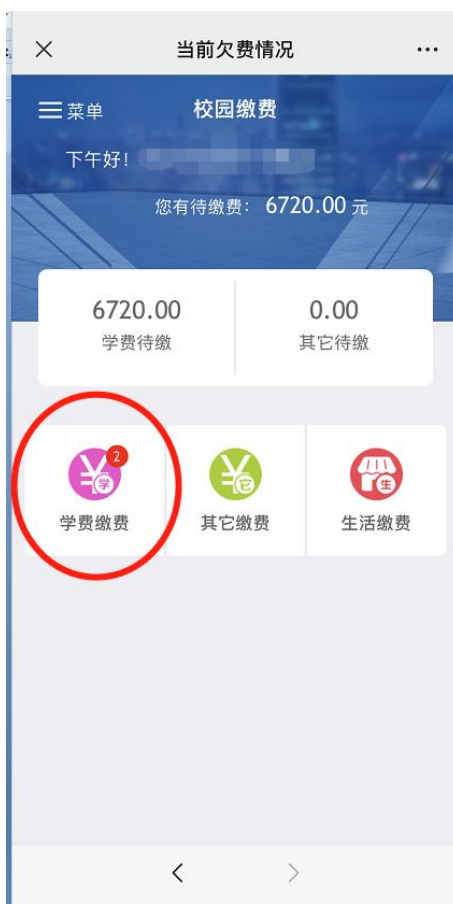 当前欠费情况
菜单 校园缴费
下午好!
您有待缴费: 6720.00 元
6720.00 0.00
学费待缴 其它待缴
¥ 学 2 ¥ 它 生
学费缴费 其它缴费 生活缴费